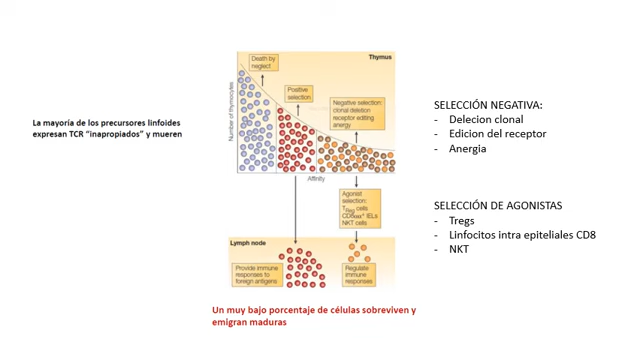 Thymus
Death by
neglect
Positive
selection
Negative selection:
clonal deletion
receptor editing
anergy
Number of thymocytes
Affinity
La mayoría de los precursores linfoides
expresan TCR “inapropiados” y mueren
SELECCIÓN NEGATIVA:
- Delecion clonal
- Edicion del receptor
- Anergia
Agonist
selection:
TReg cells
CD8αα+ IELs
NKT cells
SELECCIÓN DE AGONISTAS
- Tregs
- Linfocitos intra epiteliales CD8
- NKT
Lymph node
Provide immune
responses to
foreign antigens
Regulate
immune
responses
Un muy bajo porcentaje de células sobreviven y
emigran maduras